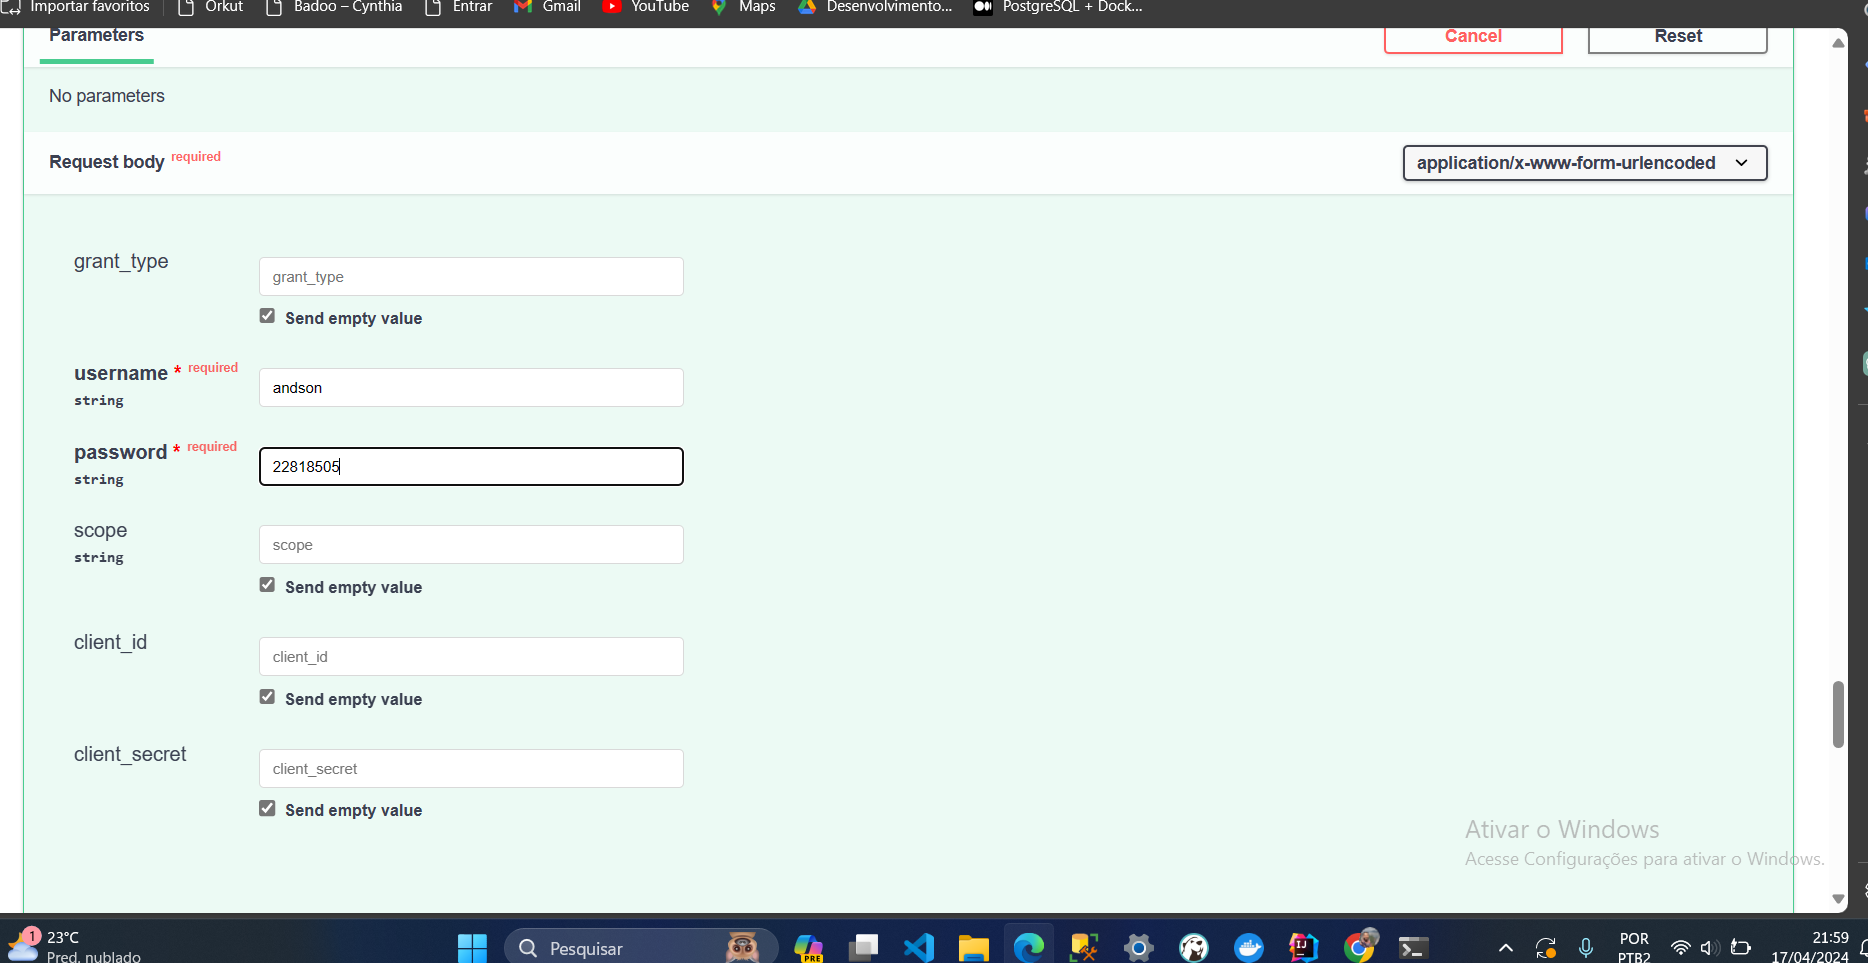 Importar favoritos Orkut Badoo – Cynthia Entrar Gmail YouTube Maps Desenvolvimento... PostgreSQL + Dock...
Parameters Cancel Reset
No parameters
Request body required application/x-www-form-urlencoded
grant_type
grant_type
Send empty value
username * required
string
andson
password * required
string
22818505
scope
string
scope
Send empty value
client_id
client_id
Send empty value
client_secret
client_secret
Send empty value
Ativar o Windows
Acesse Configurações para ativar o Windows.
1
23°C
Pred. nublado
Pesquisar
PRE
IJ
POR
PTB2
21:59
17/04/2024